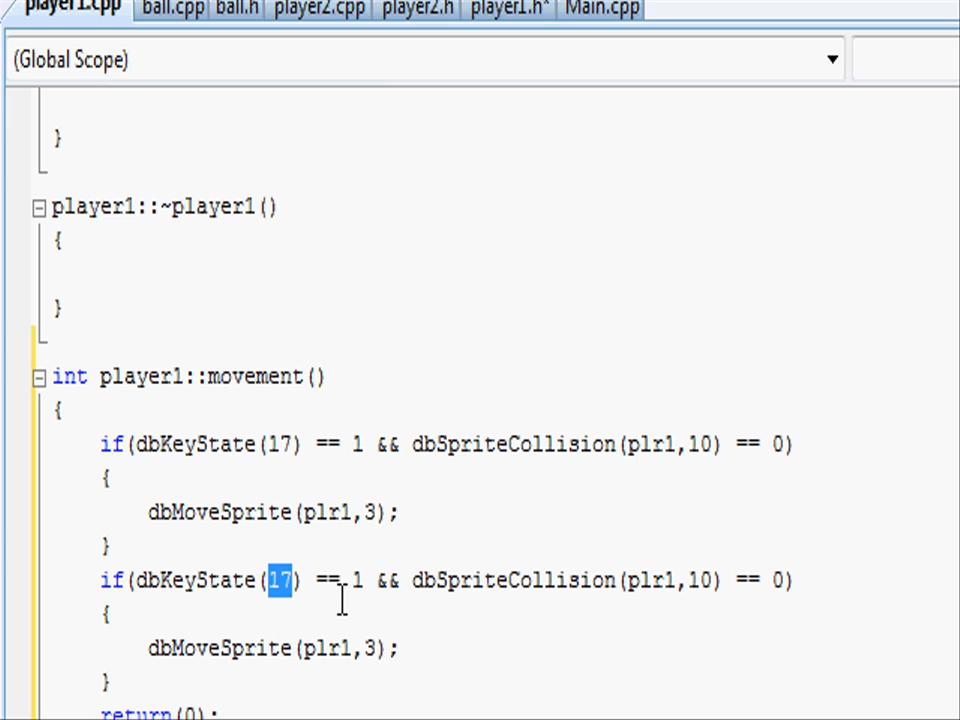 player1.cpp ball.cpp ball.h player2.cpp player2.h player1.h* Main.cpp
(Global Scope)
}
player1::~player1()
{
}
int player1::movement()
{
if(dbKeyState(17) == 1 && dbSpriteCollision(plr1,10) == 0)
{
dbMoveSprite(plr1,3);
}
if(dbKeyState(17) == 1 && dbSpriteCollision(plr1,10) == 0)
{
dbMoveSprite(plr1,3);
}
return(0);